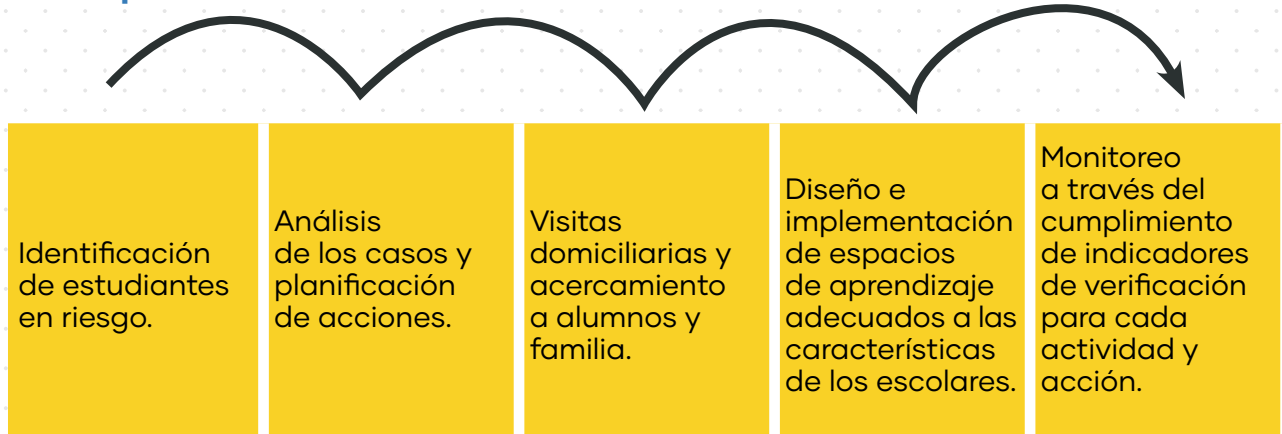 Identificación
de estudiantes
en riesgo.
Análisis
de los casos y
planificación
de acciones.
Visitas
domiciliarias y
acercamiento
a alumnos y
familia.
Diseño e
implementación
de espacios
de aprendizaje
adecuados a las
características
de los escolares.
Monitoreo
a través del
cumplimiento
de indicadores
de verificación
para cada
actividad y
acción.